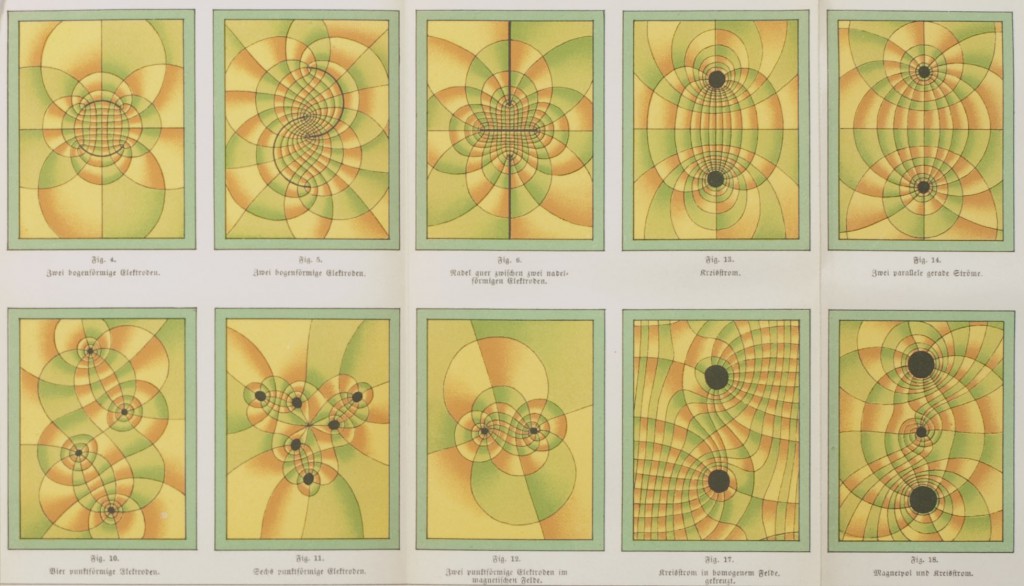 Fig. 4.
Zwei bogenförmige Elektroden.
Fig. 5.
Zwei bogenförmige Elektroden.
Fig. 6.
Nadel quer zwischen zwei nadel-
förmigen Elektroden.
Fig. 13.
Kreisstrom.
Fig. 14.
Zwei parallele gerade Ströme.
Fig. 10.
Vier punktförmige Elektroden.
Fig. 11.
Sechs punktförmige Elektroden.
Fig. 12.
Zwei punktförmige Elektroden im
magnetischen Felde.
Fig. 17.
Kreisstrom in homogenem Felde.
gekreuzt.
Fig. 18.
Magnetpol und Kreisstrom.